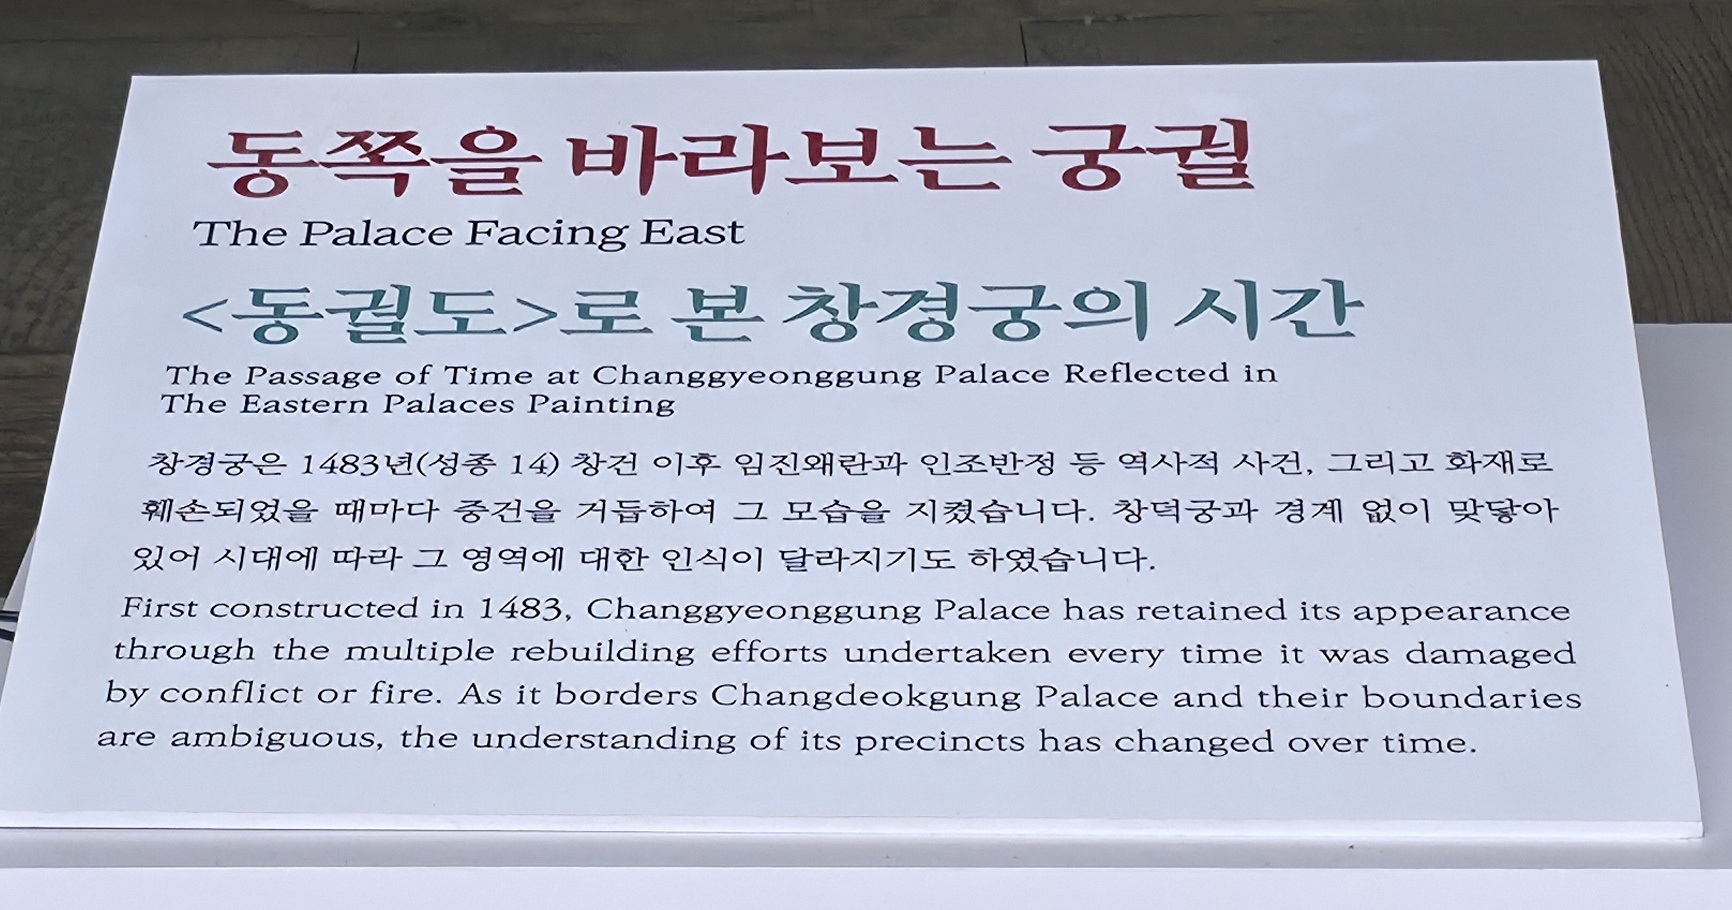 동쪽을 바라보는 궁궐
The Palace Facing East
<동궐도>로 본 창경궁의 시간
The Passage of Time at Changgyeonggung Palace Reflected in
The Eastern Palaces Painting
창경궁은 1483년(성종 14) 창건 이후 임진왜란과 인조반정 등 역사적 사건, 그리고 화재로
훼손되었을 때마다 중건을 거듭하여 그 모습을 지켰습니다. 창덕궁과 경계 없이 맞닿아
있어 시대에 따라 그 영역에 대한 인식이 달라지기도 하였습니다.
First constructed in 1483, Changgyeonggung Palace has retained its appearance
through the multiple rebuilding efforts undertaken every time it was damaged
by conflict or fire. As it borders Changdeokgung Palace and their boundaries
are ambiguous, the understanding of its precincts has changed over time.